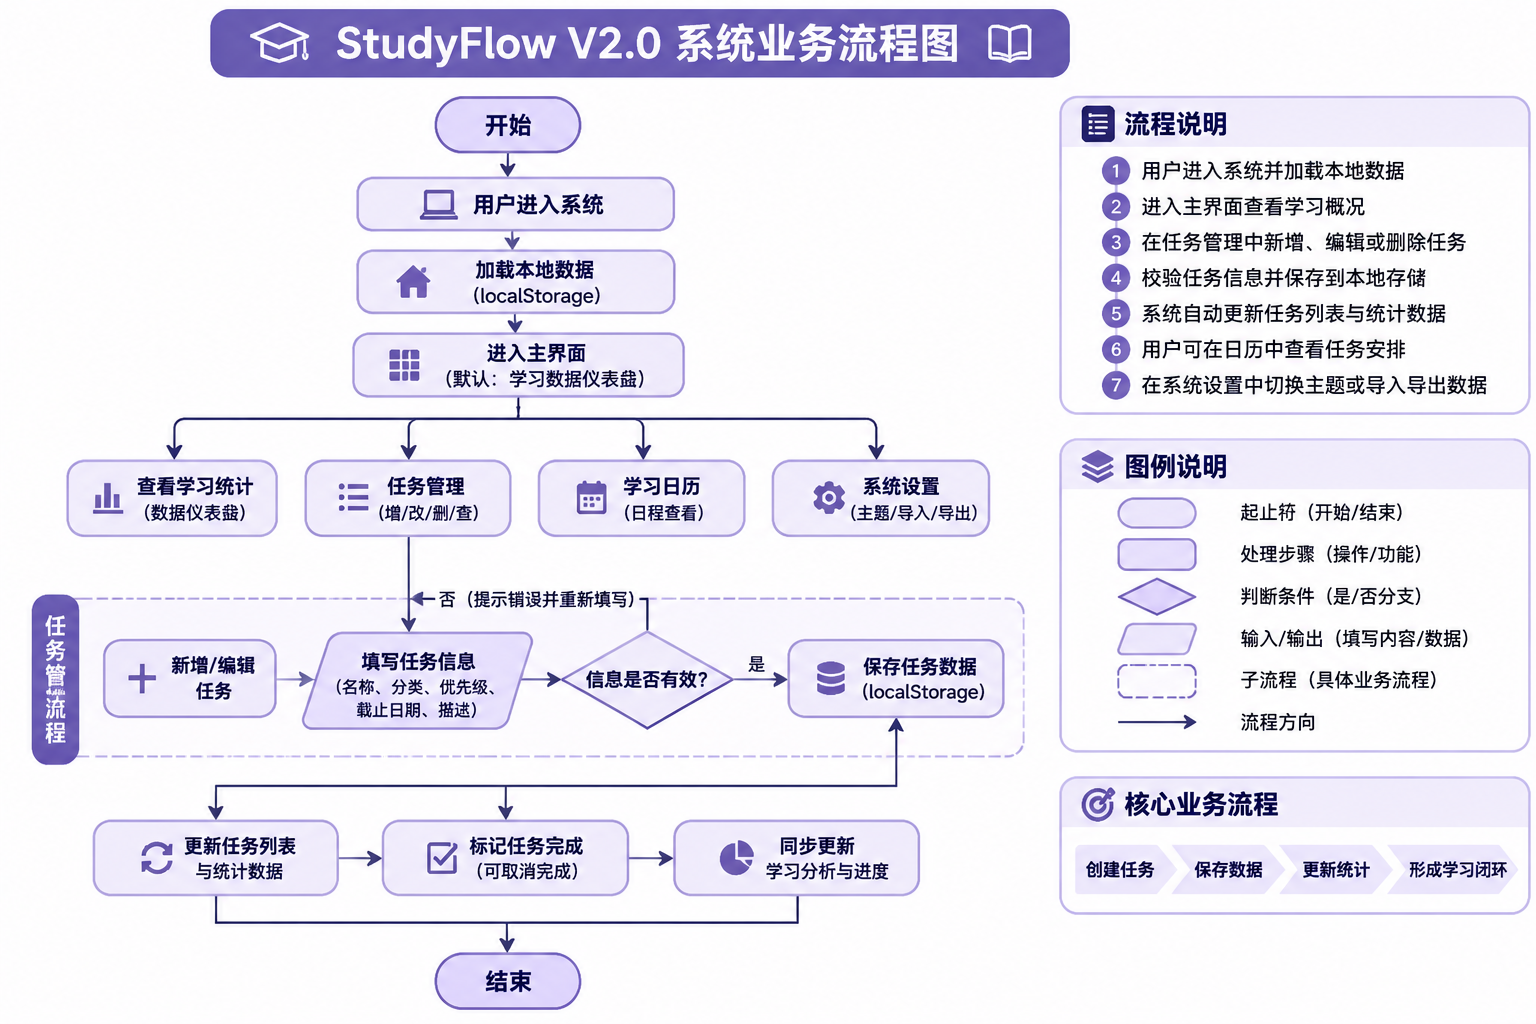 StudyFlow V2.0 系统业务流程图
开始
用户进入系统
加载本地数据
(localStorage)
进入主界面
(默认：学习数据仪表盘)
查看学习统计
(数据仪表盘)
任务管理
(增/改/删/查)
学习日历
(日程查看)
系统设置
(主题/导入/导出)
否（提示错误并重新填写）
任务管流程
新增/编辑
任务
填写任务信息
(名称、分类、优先级、
截止日期、描述)
信息是否有效?
是
保存任务数据
(localStorage)
更新任务列表
与统计数据
标记任务完成
(可取消完成)
同步更新
学习分析与进度
结束
流程说明
1 用户进入系统并加载本地数据
2 进入主界面查看学习概况
3 在任务管理中新增、编辑或删除任务
4 校验任务信息并保存到本地存储
5 系统自动更新任务列表与统计数据
6 用户可在日历中查看任务安排
7 在系统设置中切换主题或导入导出数据
图例说明
起止符（开始/结束）
处理步骤（操作/功能）
判断条件（是/否分支）
输入/输出（填写内容/数据）
子流程（具体业务流程）
流程方向
核心业务流程
创建任务
保存数据
更新统计
形成学习闭环